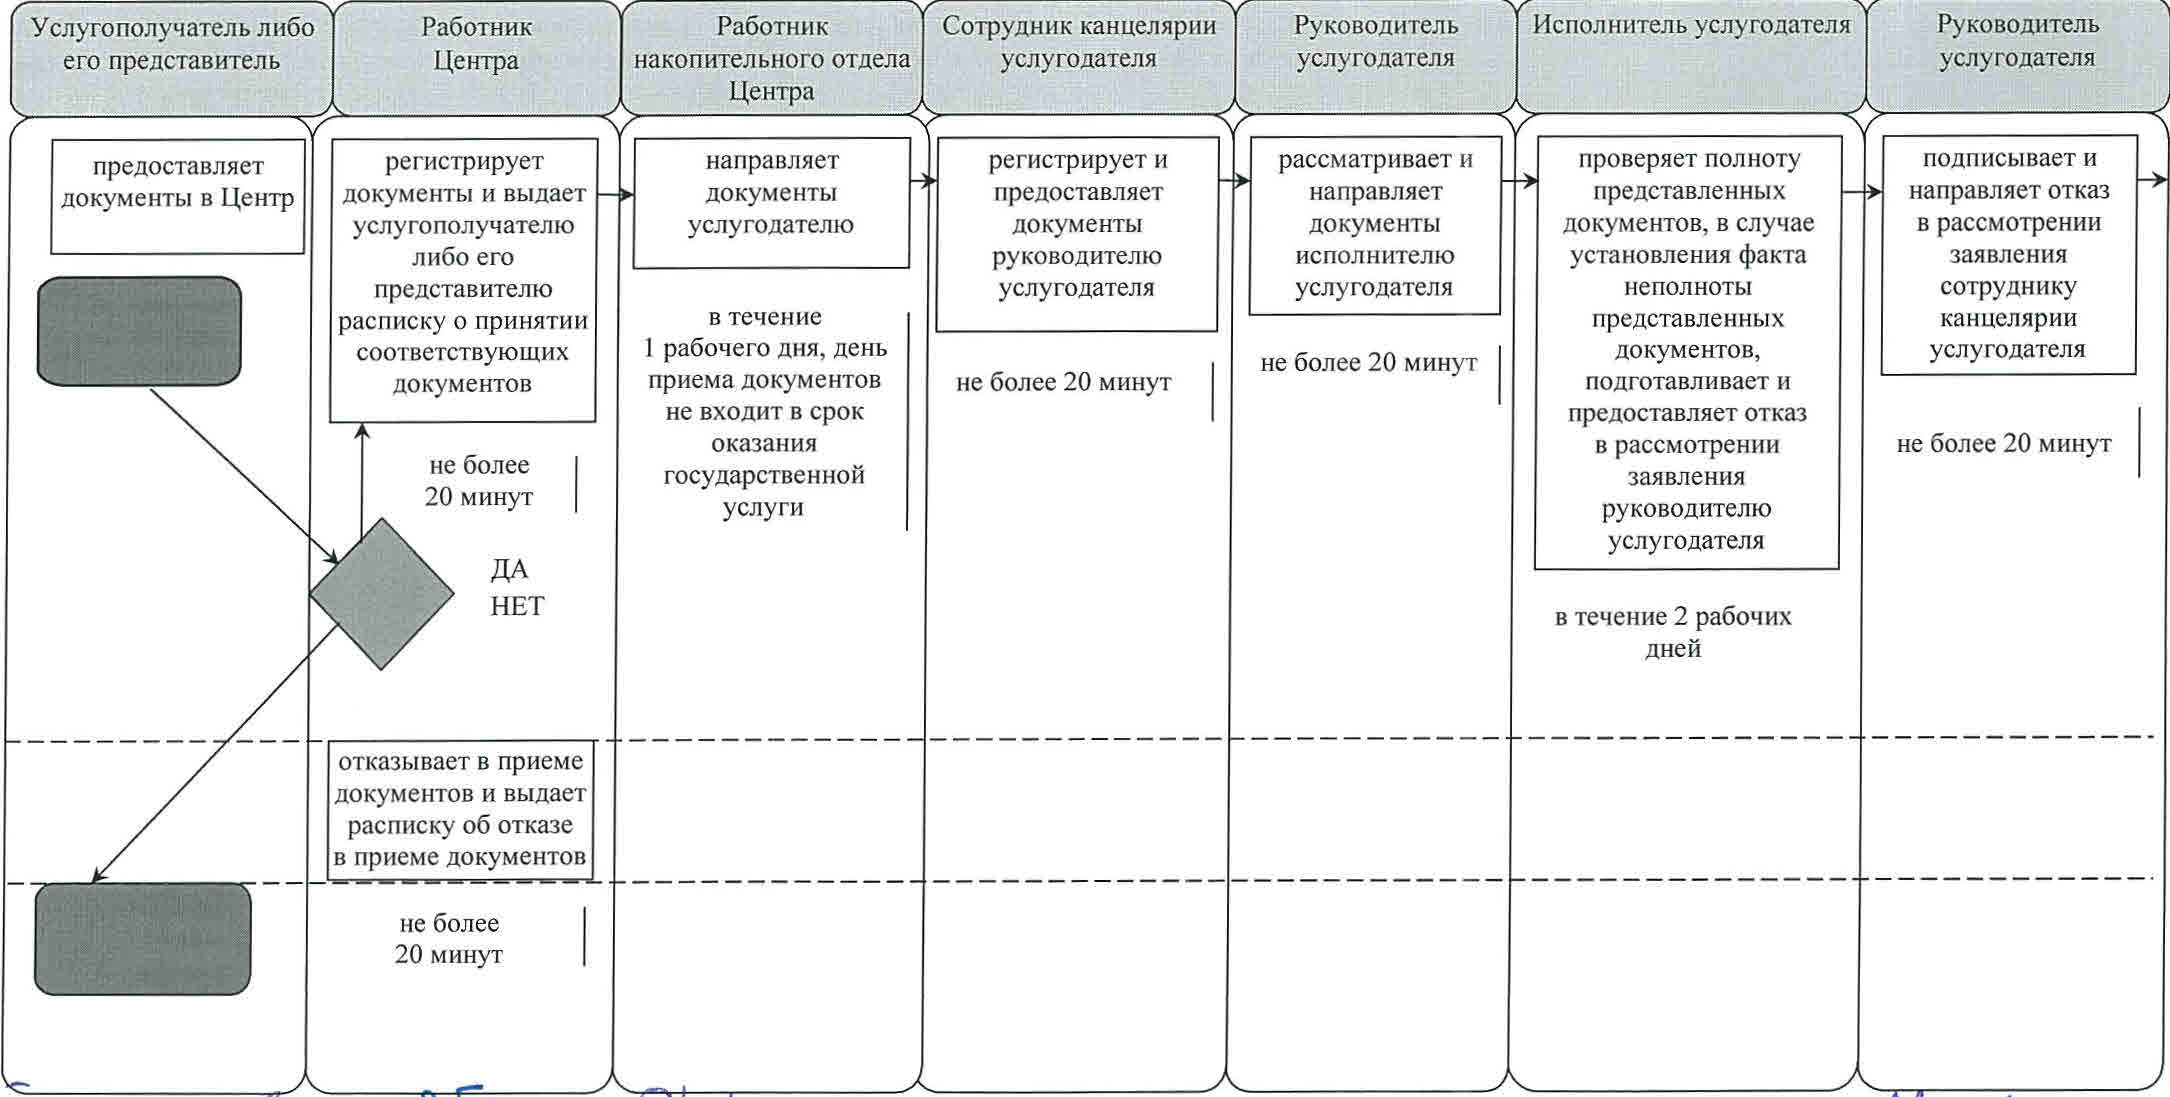 Услугополучатель либо
его представитель
Работник
Центра
Работник
накопительного отдела
Центра
Сотрудник канцелярии
услугодателя
Руководитель
услугодателя
Исполнитель услугодателя
Руководитель
услугодателя
предоставляет
документы в Центр
регистрирует
документы и выдает
услугополучателю
либо его
представителю
расписку о принятии
соответствующих
документов
не более
20 минут
ДА
НЕТ
отказывает в приеме
документов и выдает
расписку об отказе
в приеме документов
не более
20 минут
направляет
документы
услугодателю
в течение
1 рабочего дня, день
приема документов
не входит в срок
оказания
государственной
услуги
регистрирует и
предоставляет
документы
руководителю
услугодателя
не более 20 минут
рассматривает и
направляет
документы
исполнителю
услугодателя
не более 20 минут
проверяет полноту
представленных
документов, в случае
установления факта
неполноты
представленных
документов,
подготавливает и
предоставляет отказ
в рассмотрении
заявления
руководителю
услугодателя
в течение 2 рабочих
дней
подписывает и
направляет отказ
в рассмотрении
заявления
сотруднику
канцелярии
услугодателя
не более 20 минут